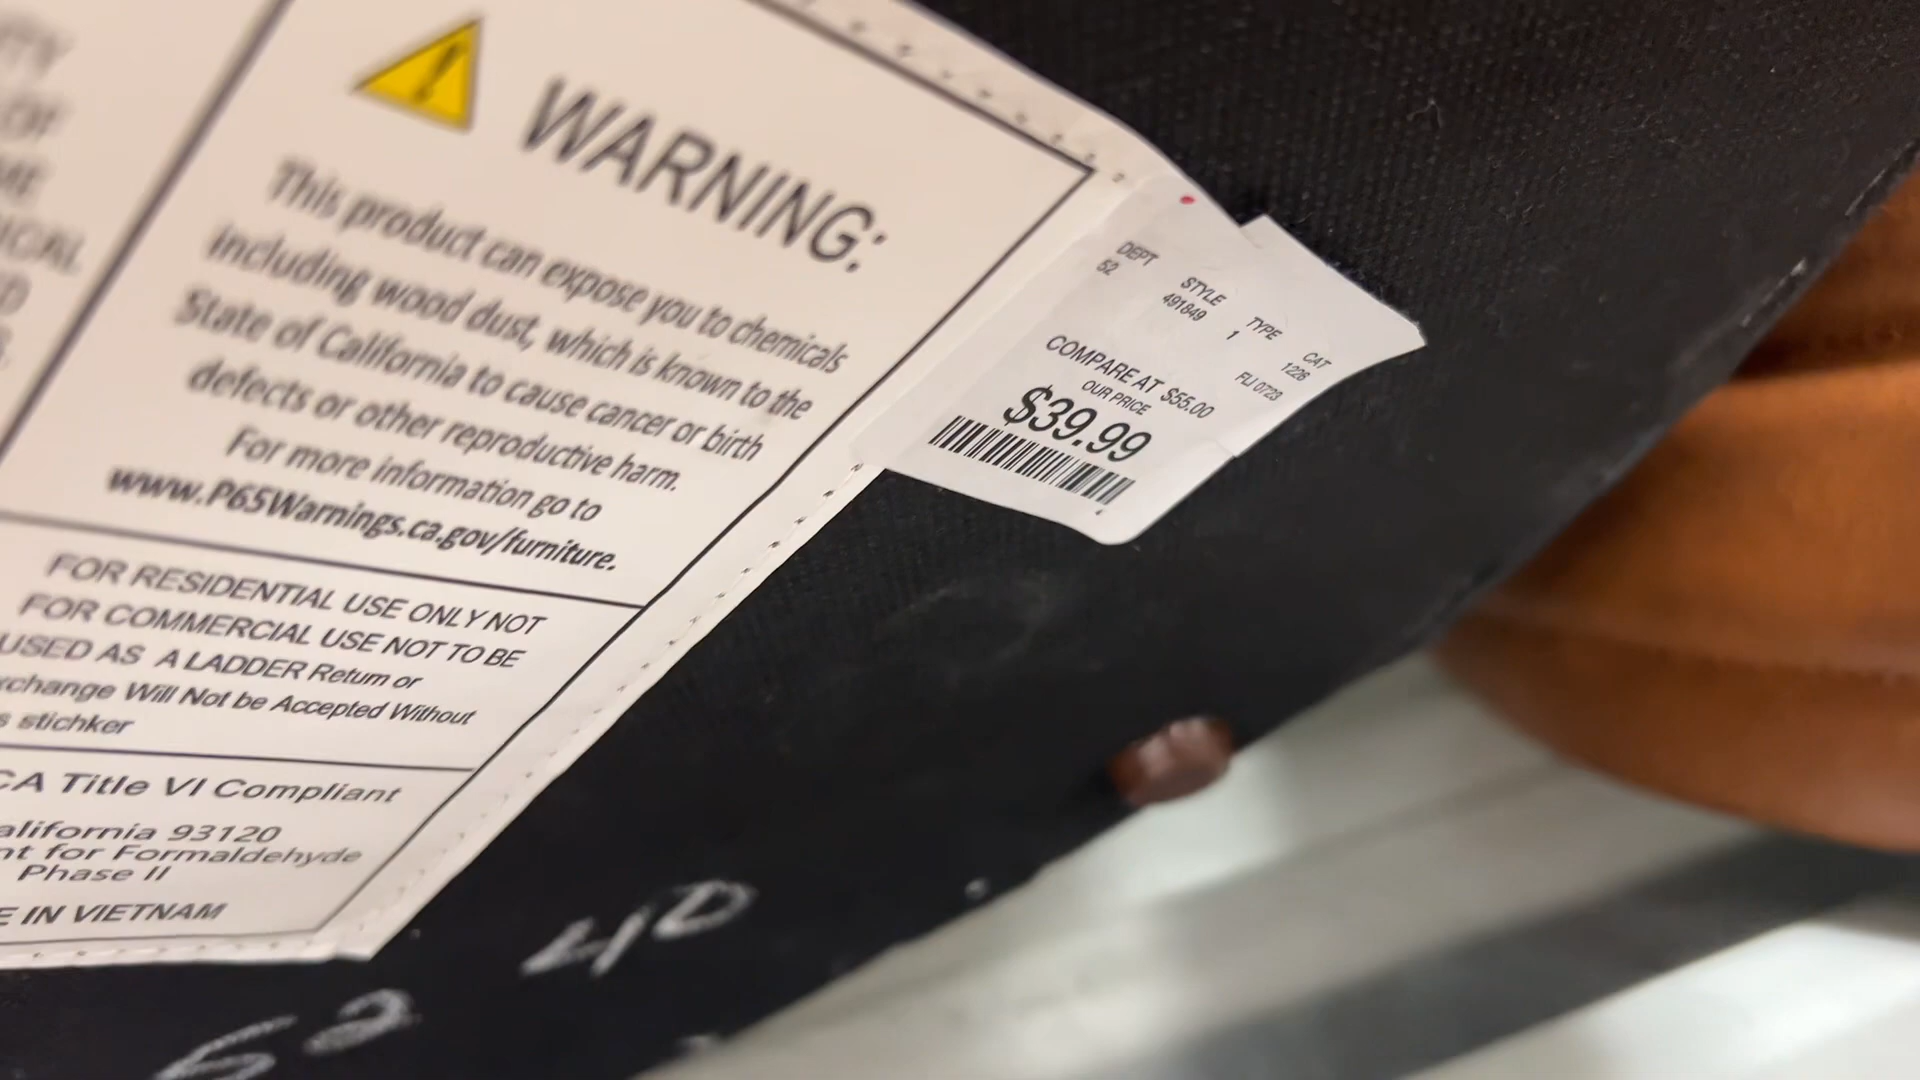 WARNING:
This product can expose you to chemicals
including wood dust, which is known to the
State of California to cause cancer or birth
defects or other reproductive harm.
For more information go to
www.P65Warnings.ca.gov/furniture.
FOR RESIDENTIAL USE ONLY NOT
FOR COMMERCIAL USE NOT TO BE
USED AS A LADDER Return or
xchange Will Not be Accepted Without
s stichker
CA Title VI Compliant
alifornia 93120
nt for Formaldehyde
Phase II
E IN VIETNAM
DEPT STYLE TYPE CAT
52 491849 1 1226
FIJ 0723
COMPARE AT $55.00
OUR PRICE
$39.99
40
52